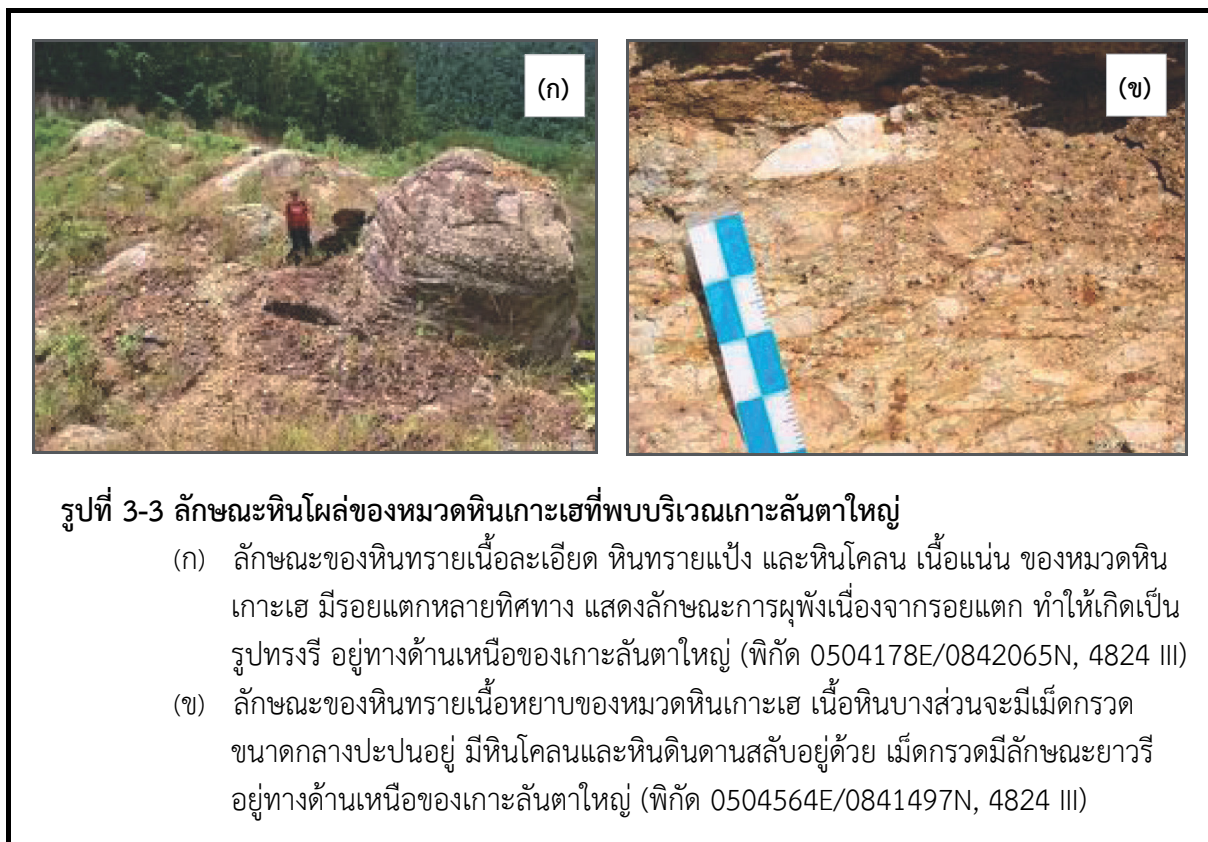 (ก)
(ข)
รูปที่ 3-3 ลักษณะหินโผล่ของหมวดหินเกาะเฮที่พบบริเวณเกาะลันตาใหญ่
(ก) ลักษณะของหินทรายเนื้อละเอียด หินทรายแป้ง และหินโคลน เนื้อแน่น ของหมวดหิน
เกาะเฮ มีรอยแตกหลายทิศทาง แสดงลักษณะการผุพังเนื่องจากรอยแตก ทำให้เกิดเป็น
รูปทรงรี อยู่ทางด้านเหนือของเกาะลันตาใหญ่ (พิกัด 0504178E/0842065N, 4824 III)
(ข) ลักษณะของหินทรายเนื้อหยาบของหมวดหินเกาะเฮ เนื้อหินบางส่วนจะมีเม็ดกรวด
ขนาดกลางปะปนอยู่ มีหินโคลนและหินดินดานสลับอยู่ด้วย เม็ดกรวดมีลักษณะยาวรี
อยู่ทางด้านเหนือของเกาะลันตาใหญ่ (พิกัด 0504564E/0841497N, 4824 III)